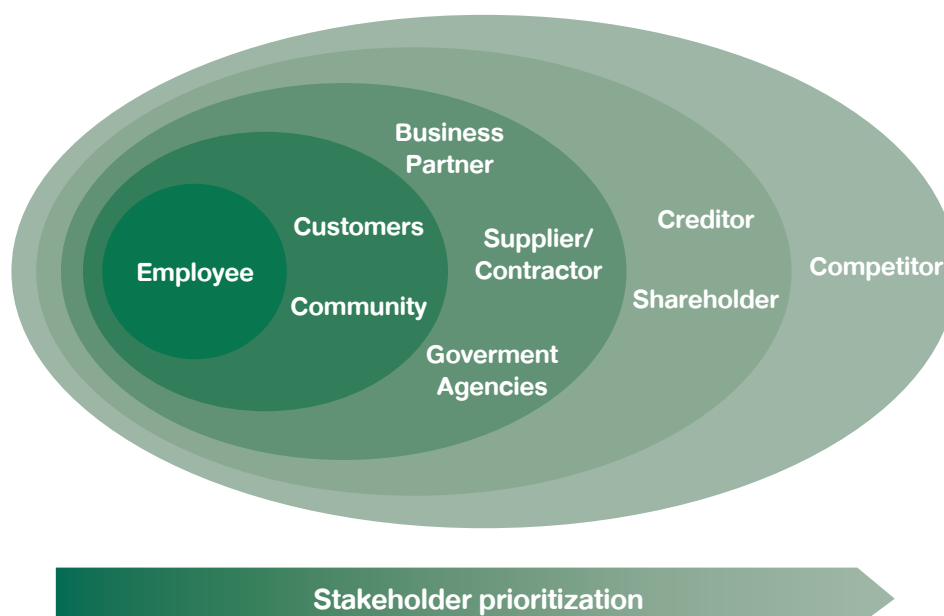 Business
Partner
Customers
Supplier/
Contractor
Creditor
Employee
Competitor
Community
Shareholder
Goverment
Agencies
Stakeholder prioritization